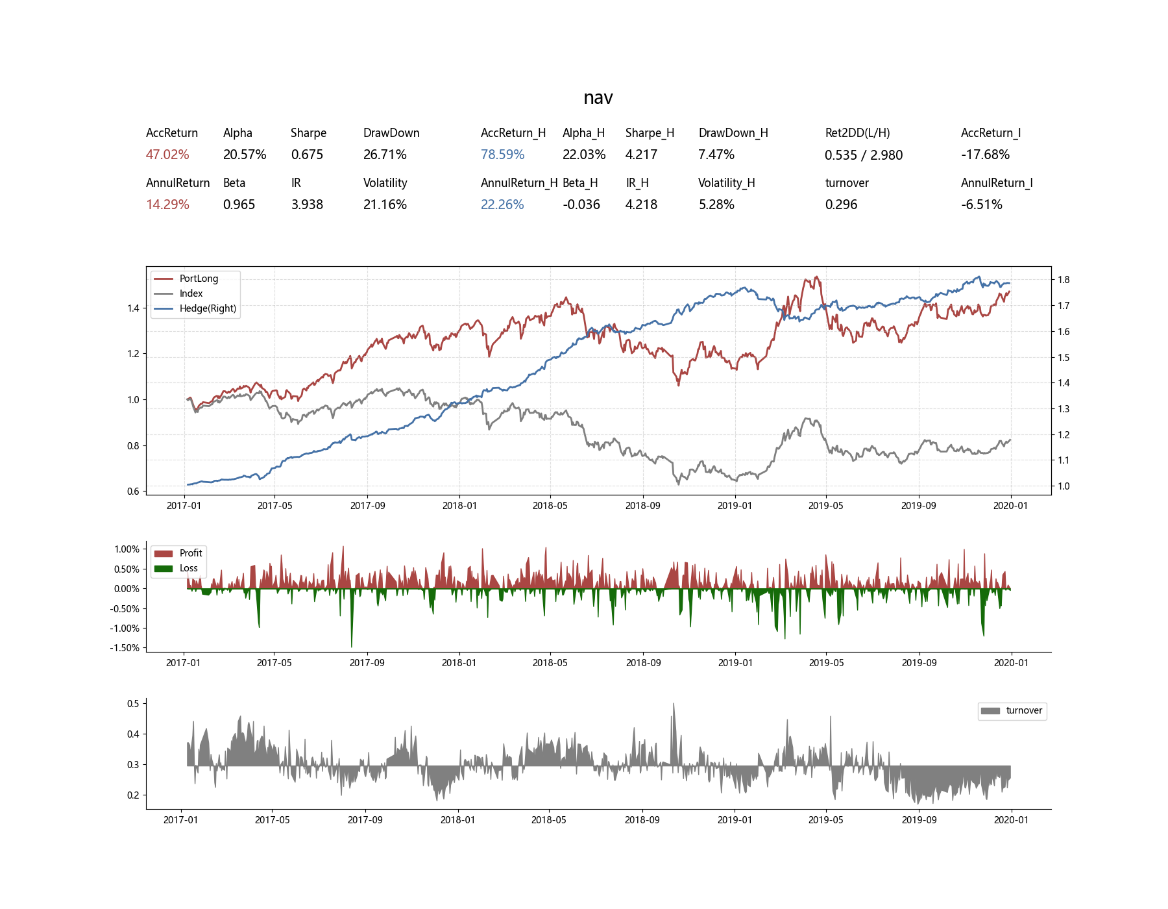 nav
AccReturn Alpha Sharpe DrawDown AccReturn_H Alpha_H Sharpe_H DrawDown_H Ret2DD(L/H) AccReturn_I
47.02% 20.57% 0.675 26.71% 78.59% 22.03% 4.217 7.47% 0.535 / 2.980 -17.68%
AnnulReturn Beta IR Volatility AnnulReturn_H Beta_H IR_H Volatility_H turnover AnnulReturn_I
14.29% 0.965 3.938 21.16% 22.26% -0.036 4.218 5.28% 0.296 -6.51%
PortLong
Index
Hedge(Right)
1.4
1.2
1.0
0.8
0.6
1.8
1.7
1.6
1.5
1.4
1.3
1.2
1.1
1.0
2017-01 2017-05 2017-09 2018-01 2018-05 2018-09 2019-01 2019-05 2019-09 2020-01
Profit
Loss
1.00%
0.50%
0.00%
-0.50%
-1.00%
-1.50%
2017-01 2017-05 2017-09 2018-01 2018-05 2018-09 2019-01 2019-05 2019-09 2020-01
turnover
0.5
0.4
0.3
0.2
2017-01 2017-05 2017-09 2018-01 2018-05 2018-09 2019-01 2019-05 2019-09 2020-01